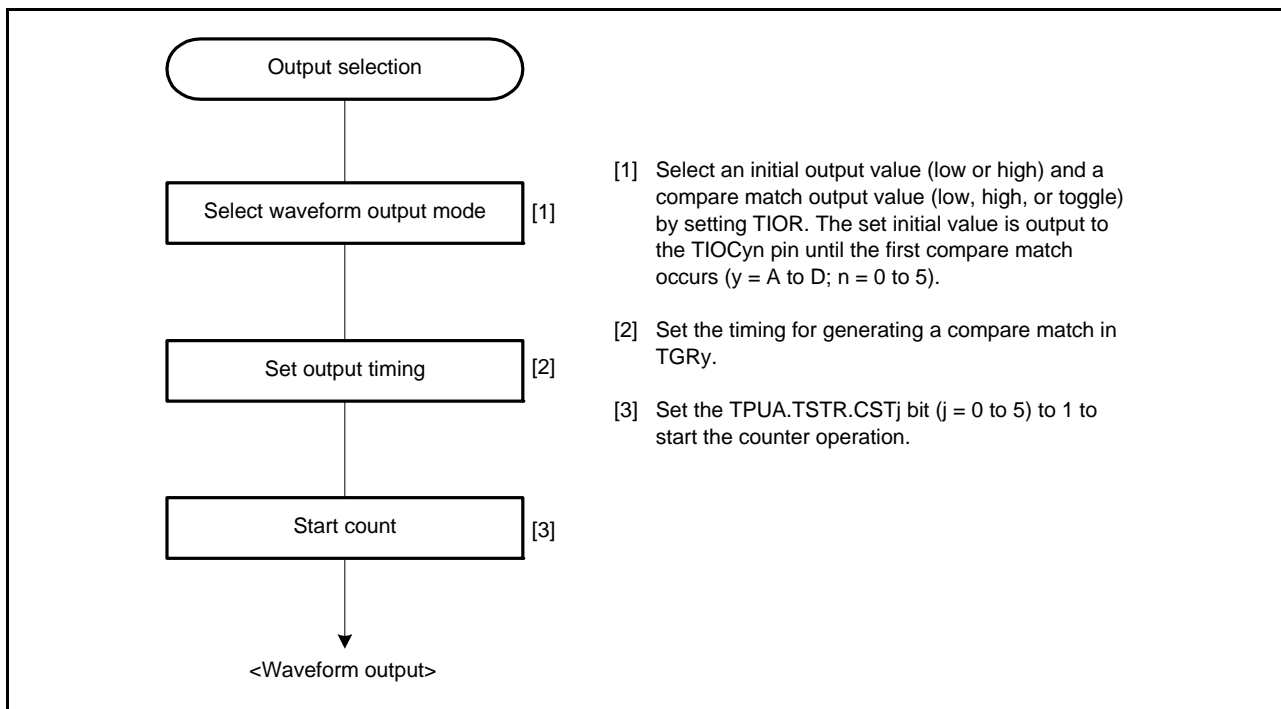 Output selection
Select waveform output mode [1]
Set output timing [2]
Start count [3]
<Waveform output>
[1] Select an initial output value (low or high) and a
compare match output value (low, high, or toggle)
by setting TIOR. The set initial value is output to
the TIOCyn pin until the first compare match
occurs (y = A to D; n = 0 to 5).
[2] Set the timing for generating a compare match in
TGRy.
[3] Set the TPUA.TSTR.CSTj bit (j = 0 to 5) to 1 to
start the counter operation.